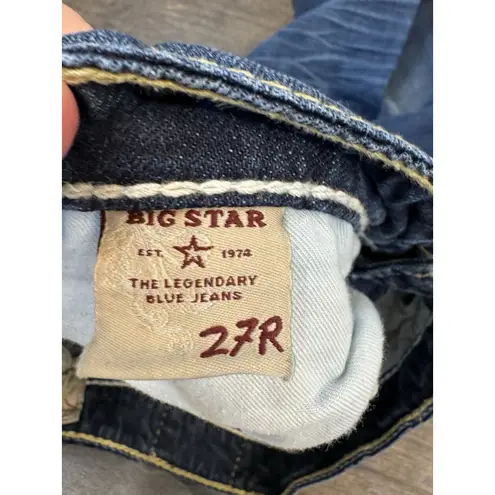 BIG STAR
EST. 1974
THE LEGENDARY
BLUE JEANS
27R